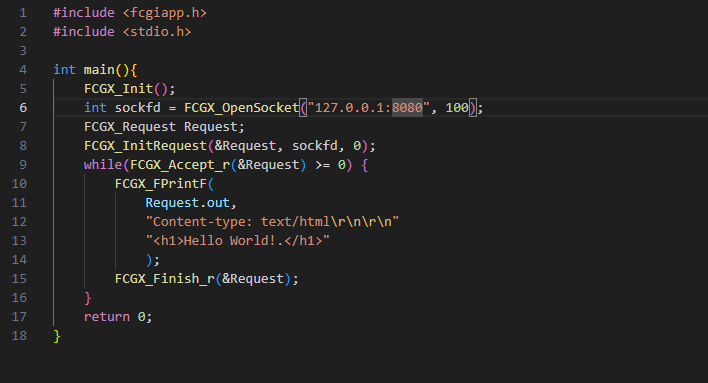 1 #include <fcgiapp.h>
2 #include <stdio.h>
3
4 int main(){
5     FCGX_Init();
6     int sockfd = FCGX_OpenSocket("127.0.0.1:8080", 100);
7     FCGX_Request Request;
8     FCGX_InitRequest(&Request, sockfd, 0);
9     while(FCGX_Accept_r(&Request) >= 0) {
10         FCGX_FPrintF(
11             Request.out,
12             "Content-type: text/html\r\n\r\n"
13             "<h1>Hello World!.</h1>"
14             );
15         FCGX_Finish_r(&Request);
16     }
17     return 0;
18 }